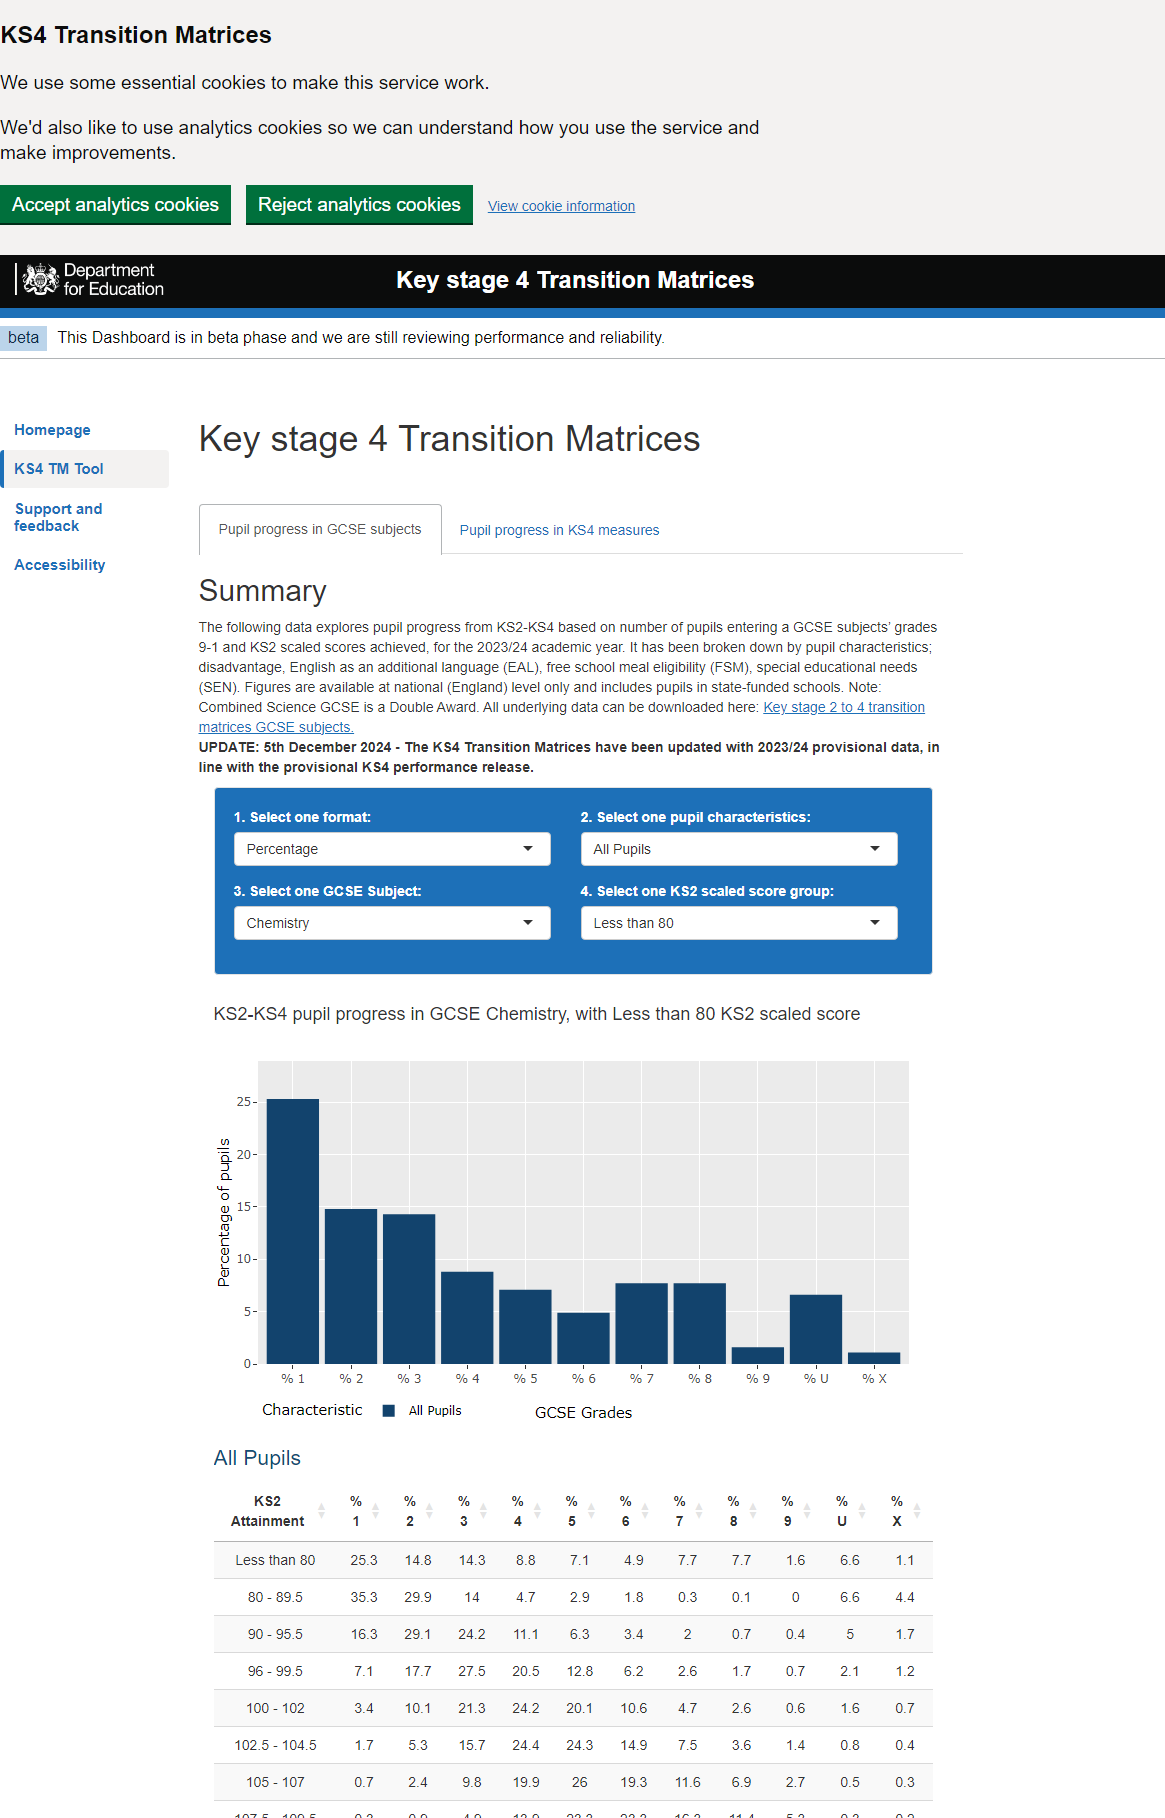 KS4 Transition Matrices
We use some essential cookies to make this service work.
We'd also like to use analytics cookies so we can understand how you use the service and
make improvements.
Accept analytics cookies Reject analytics cookies View cookie information
Department
for Education
Key stage 4 Transition Matrices
beta This Dashboard is in beta phase and we are still reviewing performance and reliability.
Homepage
KS4 TM Tool
Support and
feedback
Accessibility
Key stage 4 Transition Matrices
Pupil progress in GCSE subjects Pupil progress in KS4 measures
Summary
The following data explores pupil progress from KS2-KS4 based on number of pupils entering a GCSE subjects' grades
9-1 and KS2 scaled scores achieved, for the 2023/24 academic year. It has been broken down by pupil characteristics;
disadvantage, English as an additional language (EAL), free school meal eligibility (FSM), special educational needs
(SEN). Figures are available at national (England) level only and includes pupils in state-funded schools. Note:
Combined Science GCSE is a Double Award. All underlying data can be downloaded here: Key stage 2 to 4 transition
matrices GCSE subjects.
UPDATE: 5th December 2024 - The KS4 Transition Matrices have been updated with 2023/24 provisional data, in
line with the provisional KS4 performance release.
1. Select one format: 2. Select one pupil characteristics:
Percentage All Pupils
3. Select one GCSE Subject: 4. Select one KS2 scaled score group:
Chemistry Less than 80
KS2-KS4 pupil progress in GCSE Chemistry, with Less than 80 KS2 scaled score
Percentage of pupils
25
20
15
10
5
0
% 1 % 2 % 3 % 4 % 5 % 6 % 7 % 8 % 9 % U % X
Characteristic All Pupils GCSE Grades
All Pupils
KS2 % % % % % % % % % % %
Attainment 1 2 3 4 5 6 7 8 9 U X
Less than 80 25.3 14.8 14.3 8.8 7.1 4.9 7.7 7.7 1.6 6.6 1.1
80 - 89.5 35.3 29.9 14 4.7 2.9 1.8 0.3 0.1 0 6.6 4.4
90 - 95.5 16.3 29.1 24.2 11.1 6.3 3.4 2 0.7 0.4 5 1.7
96 - 99.5 7.1 17.7 27.5 20.5 12.8 6.2 2.6 1.7 0.7 2.1 1.2
100 - 102 3.4 10.1 21.3 24.2 20.1 10.6 4.7 2.6 0.6 1.6 0.7
102.5 - 104.5 1.7 5.3 15.7 24.4 24.3 14.9 7.5 3.6 1.4 0.8 0.4
105 - 107 0.7 2.4 9.8 19.9 26 19.3 11.6 6.9 2.7 0.5 0.3